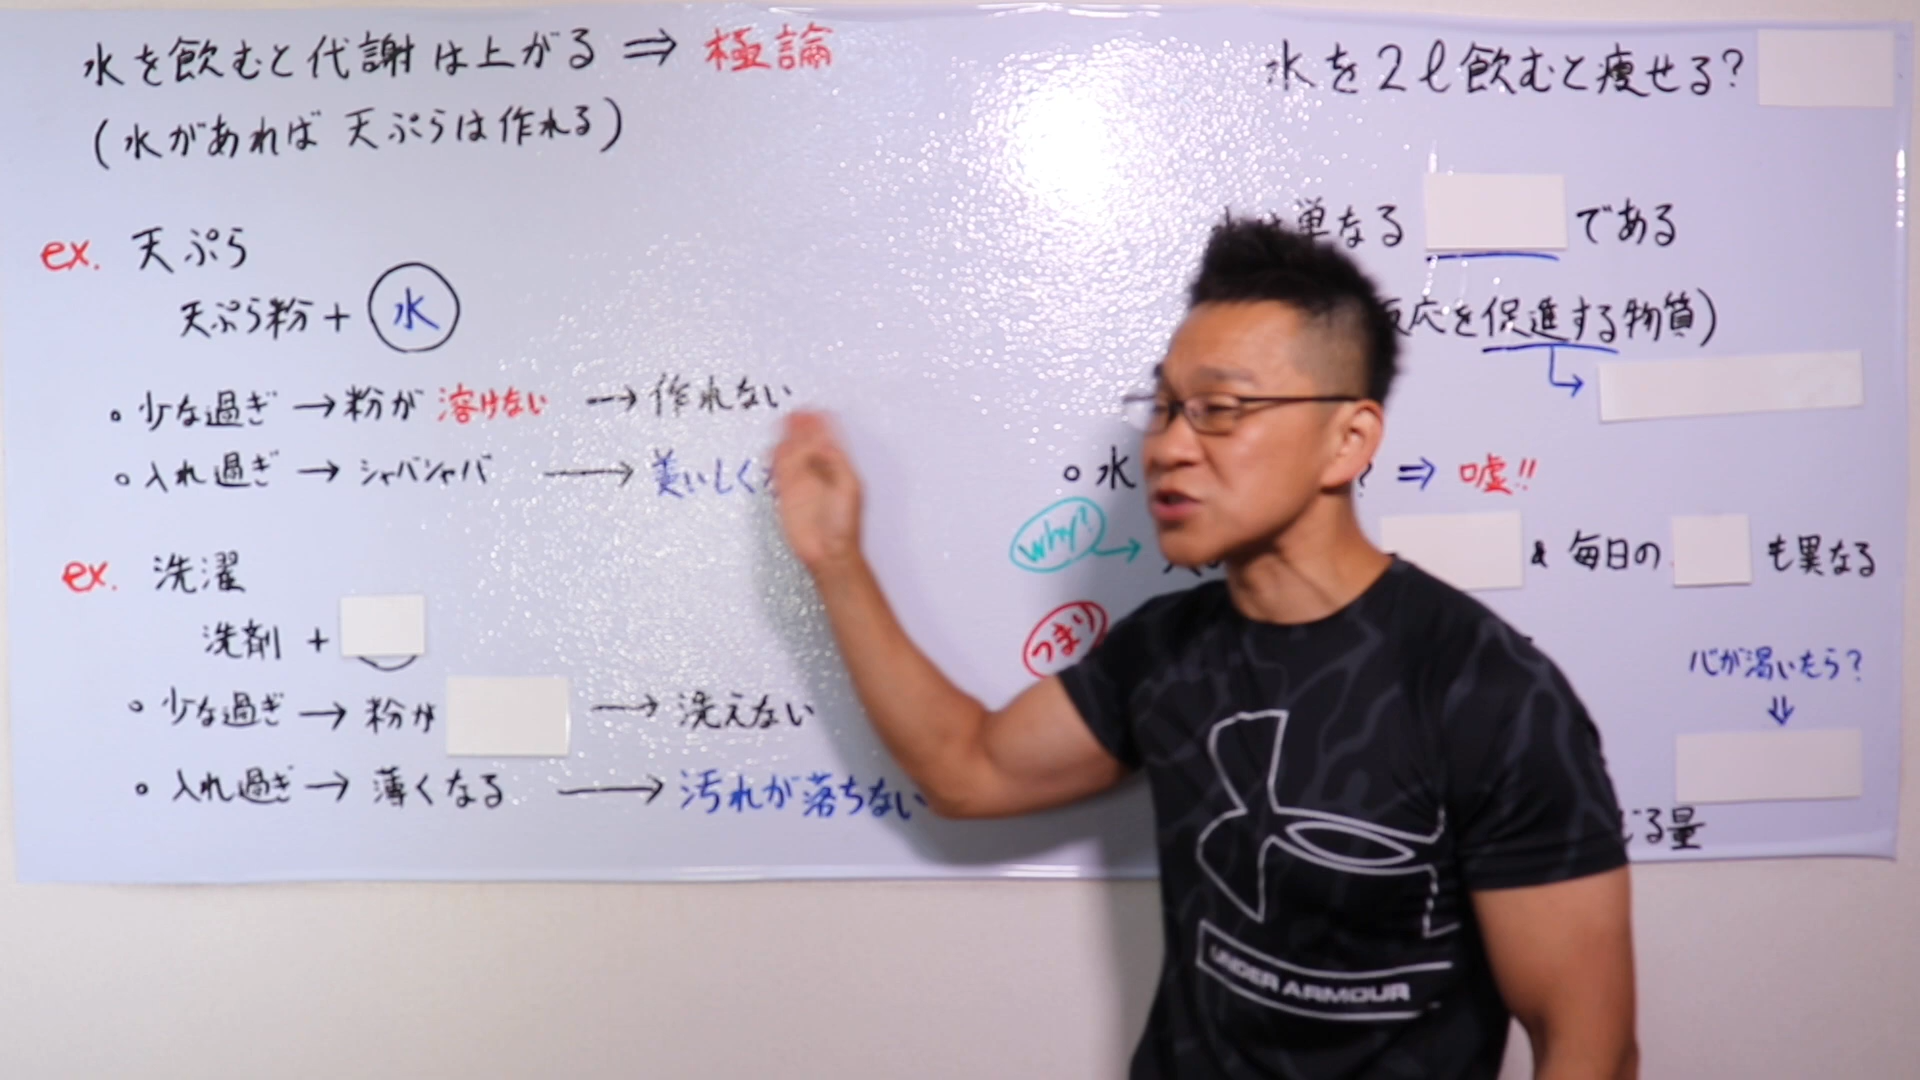 水を飲むと代謝は上がる ⇒ 極論
(水があれば 天ぷらは作れる)
ex. 天ぷら
天ぷら粉 + 水
。少な過ぎ → 粉が 溶けない → 作れない
。入れ過ぎ → シャバシャバ → 美いしく
ex. 洗濯
洗剤 +
。少な過ぎ → 粉が → 洗えない
。入れ過ぎ → 薄くなる → 汚れが落ちない
水を2ℓ飲むと痩せる?
単なる である
反応を促進する物質)
。水 ? ⇒ 嘘!!
why? → & 毎日の も異なる
つまり
心が渇いたら?
⇓
る量
UNDER ARMOUR